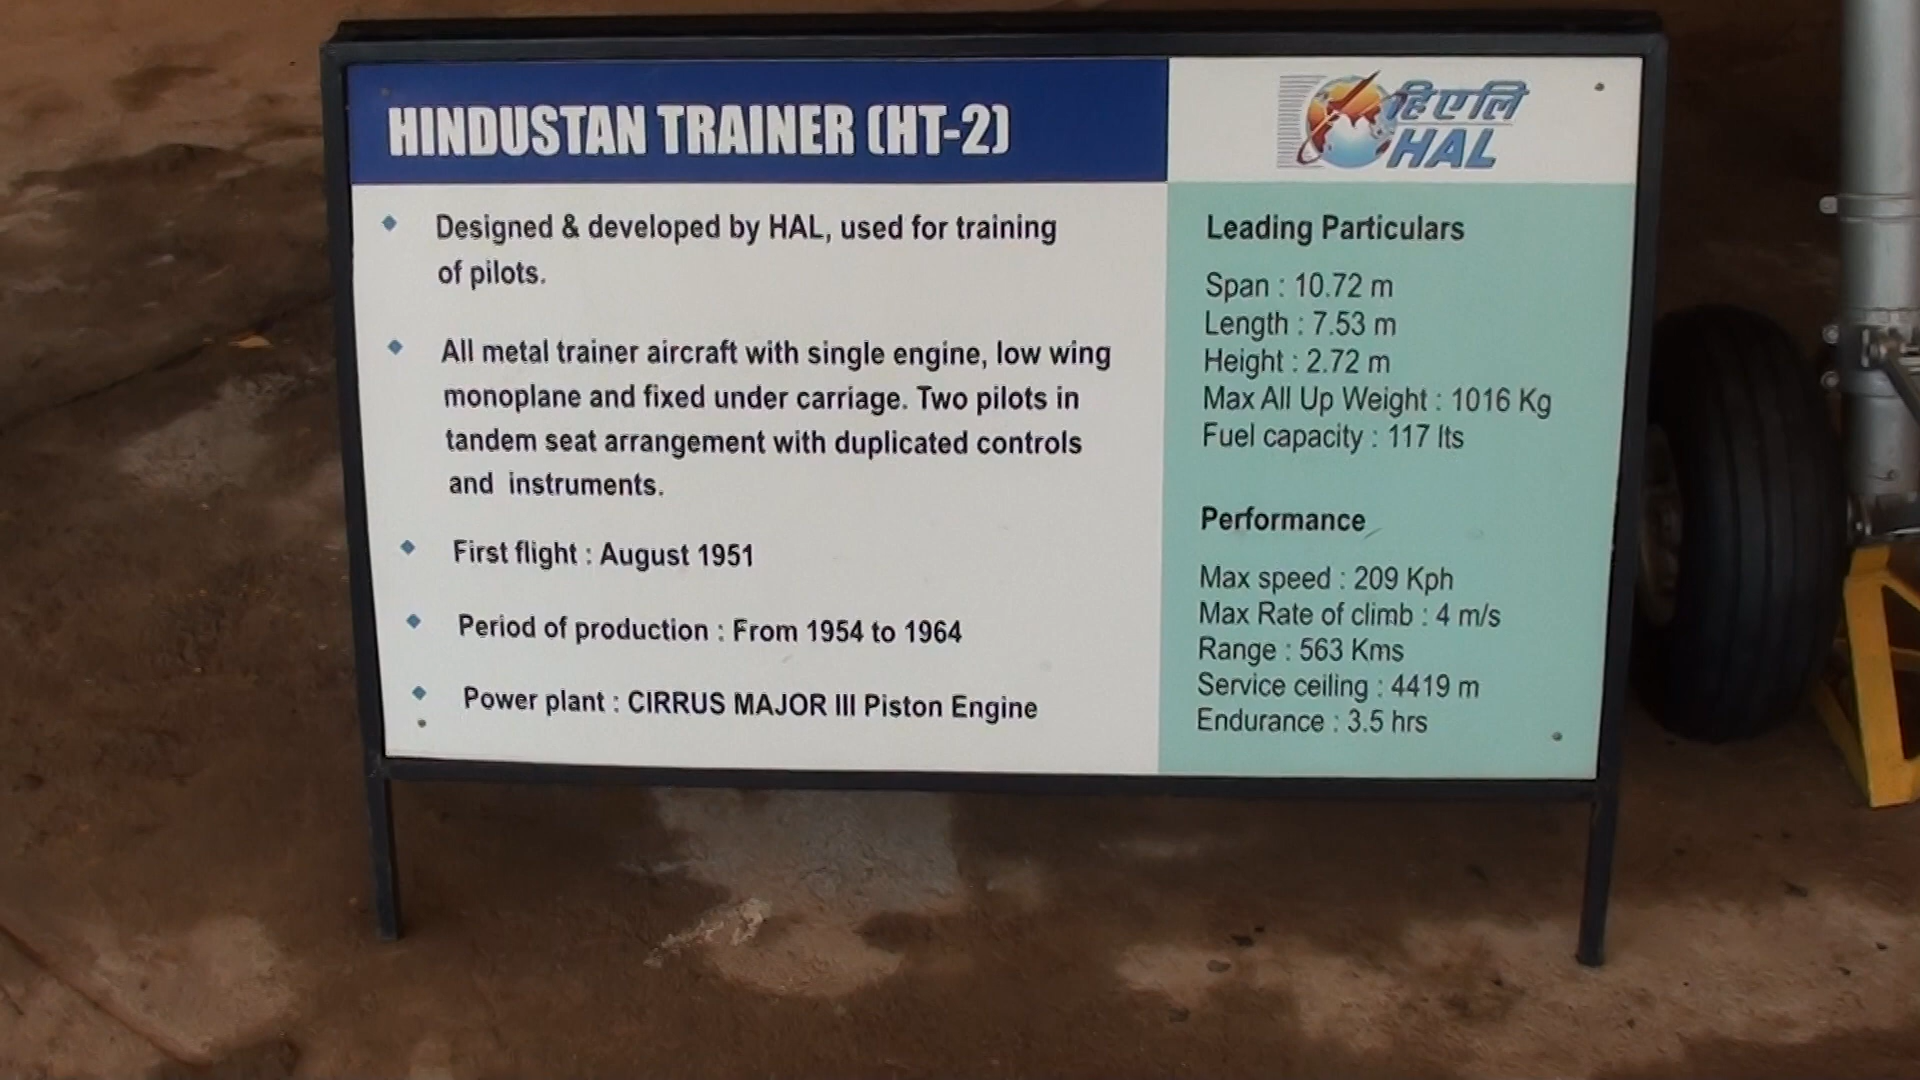 HINDUSTAN TRAINER (HT-2)
हिएलि
HAL
Designed & developed by HAL, used for training
of pilots.
All metal trainer aircraft with single engine, low wing
monoplane and fixed under carriage. Two pilots in
tandem seat arrangement with duplicated controls
and instruments.
First flight : August 1951
Period of production : From 1954 to 1964
Power plant : CIRRUS MAJOR III Piston Engine
Leading Particulars
Span : 10.72 m
Length : 7.53 m
Height : 2.72 m
Max All Up Weight : 1016 Kg
Fuel capacity : 117 lts
Performance
Max speed : 209 Kph
Max Rate of climb : 4 m/s
Range : 563 Kms
Service ceiling : 4419 m
Endurance : 3.5 hrs